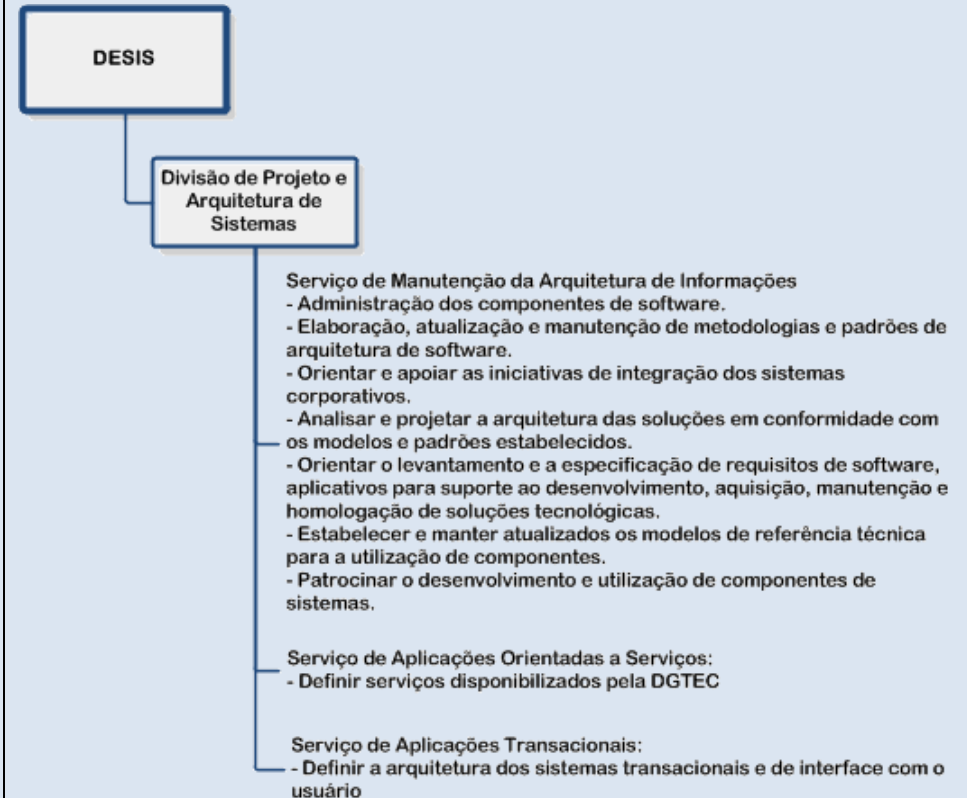 DESIS
Divisão de Projeto e
Arquitetura de
Sistemas
Serviço de Manutenção da Arquitetura de Informações
- Administração dos componentes de software.
- Elaboração, atualização e manutenção de metodologias e padrões de
arquitetura de software.
- Orientar e apoiar as iniciativas de integração dos sistemas
corporativos.
- Analisar e projetar a arquitetura das soluções em conformidade com
os modelos e padrões estabelecidos.
- Orientar o levantamento e a especificação de requisitos de software,
aplicativos para suporte ao desenvolvimento, aquisição, manutenção e
homologação de soluções tecnológicas.
- Estabelecer e manter atualizados os modelos de referência técnica
para a utilização de componentes.
- Patrocinar o desenvolvimento e utilização de componentes de
sistemas.
Serviço de Aplicações Orientadas a Serviços:
- Definir serviços disponibilizados pela DGTEC
Serviço de Aplicações Transacionais:
- Definir a arquitetura dos sistemas transacionais e de interface com o
usuário